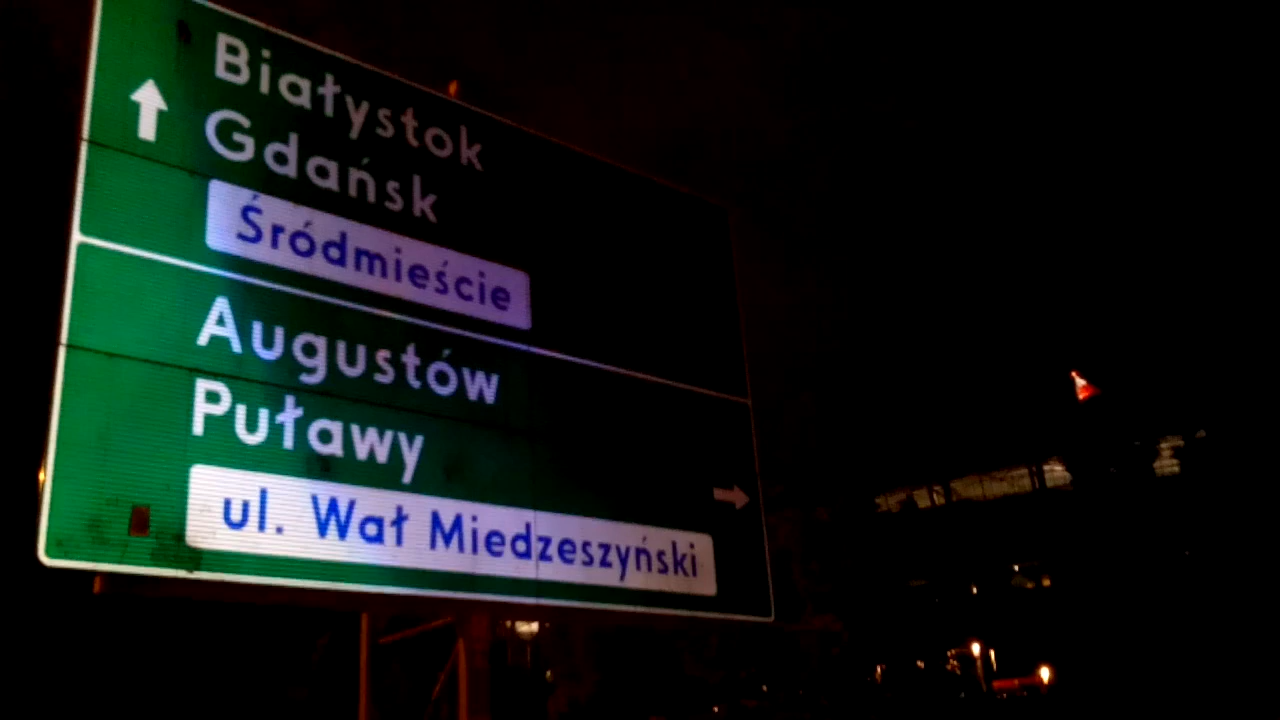 Białystok
Gdańsk
Śródmieście
Augustów
Puławy
ul. Wał Miedzeszyński